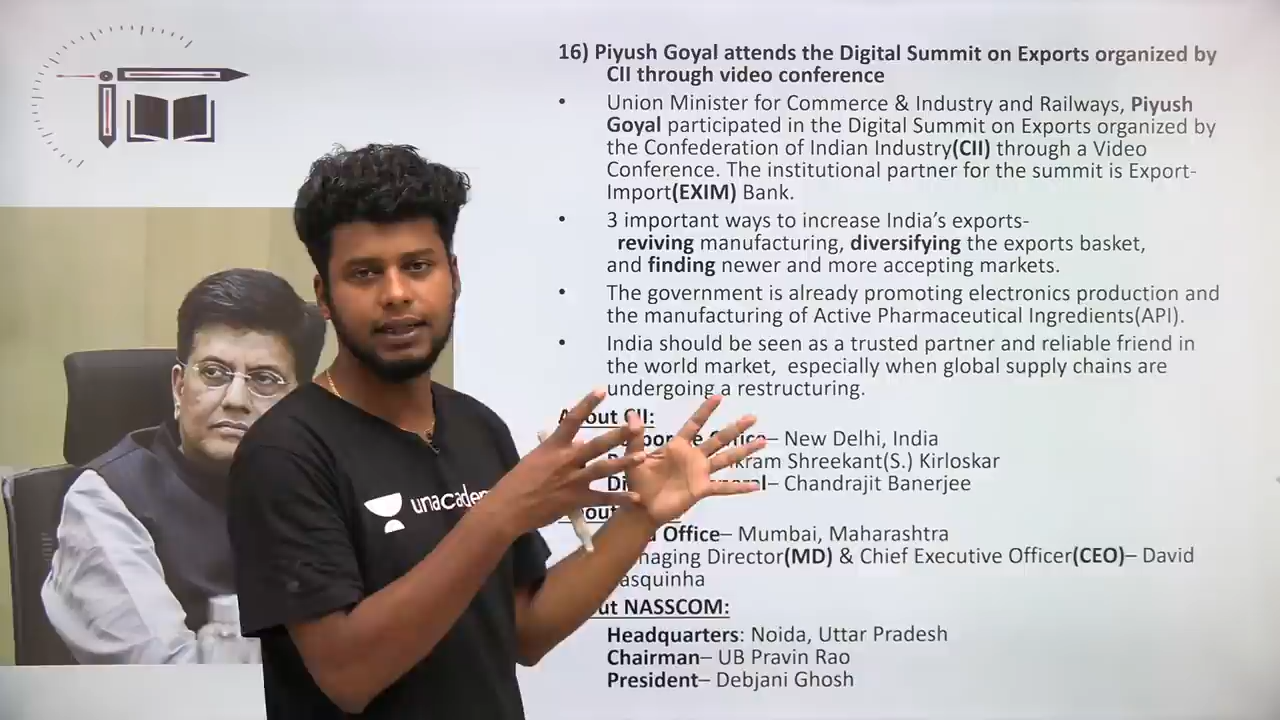 16) Piyush Goyal attends the Digital Summit on Exports organized by
CII through video conference
• Union Minister for Commerce & Industry and Railways, Piyush
Goyal participated in the Digital Summit on Exports organized by
the Confederation of Indian Industry(CII) through a Video
Conference. The institutional partner for the summit is Export-
Import(EXIM) Bank.
• 3 important ways to increase India's exports-
reviving manufacturing, diversifying the exports basket,
and finding newer and more accepting markets.
• The government is already promoting electronics production and
the manufacturing of Active Pharmaceutical Ingredients(API).
• India should be seen as a trusted partner and reliable friend in
the world market, especially when global supply chains are
undergoing a restructuring.
About CII:
– New Delhi, India
Shreekant(S.) Kirloskar
– Chandrajit Banerjee
Office– Mumbai, Maharashtra
Director(MD) & Chief Executive Officer(CEO)– David
NASSCOM:
Headquarters: Noida, Uttar Pradesh
Chairman– UB Pravin Rao
President– Debjani Ghosh